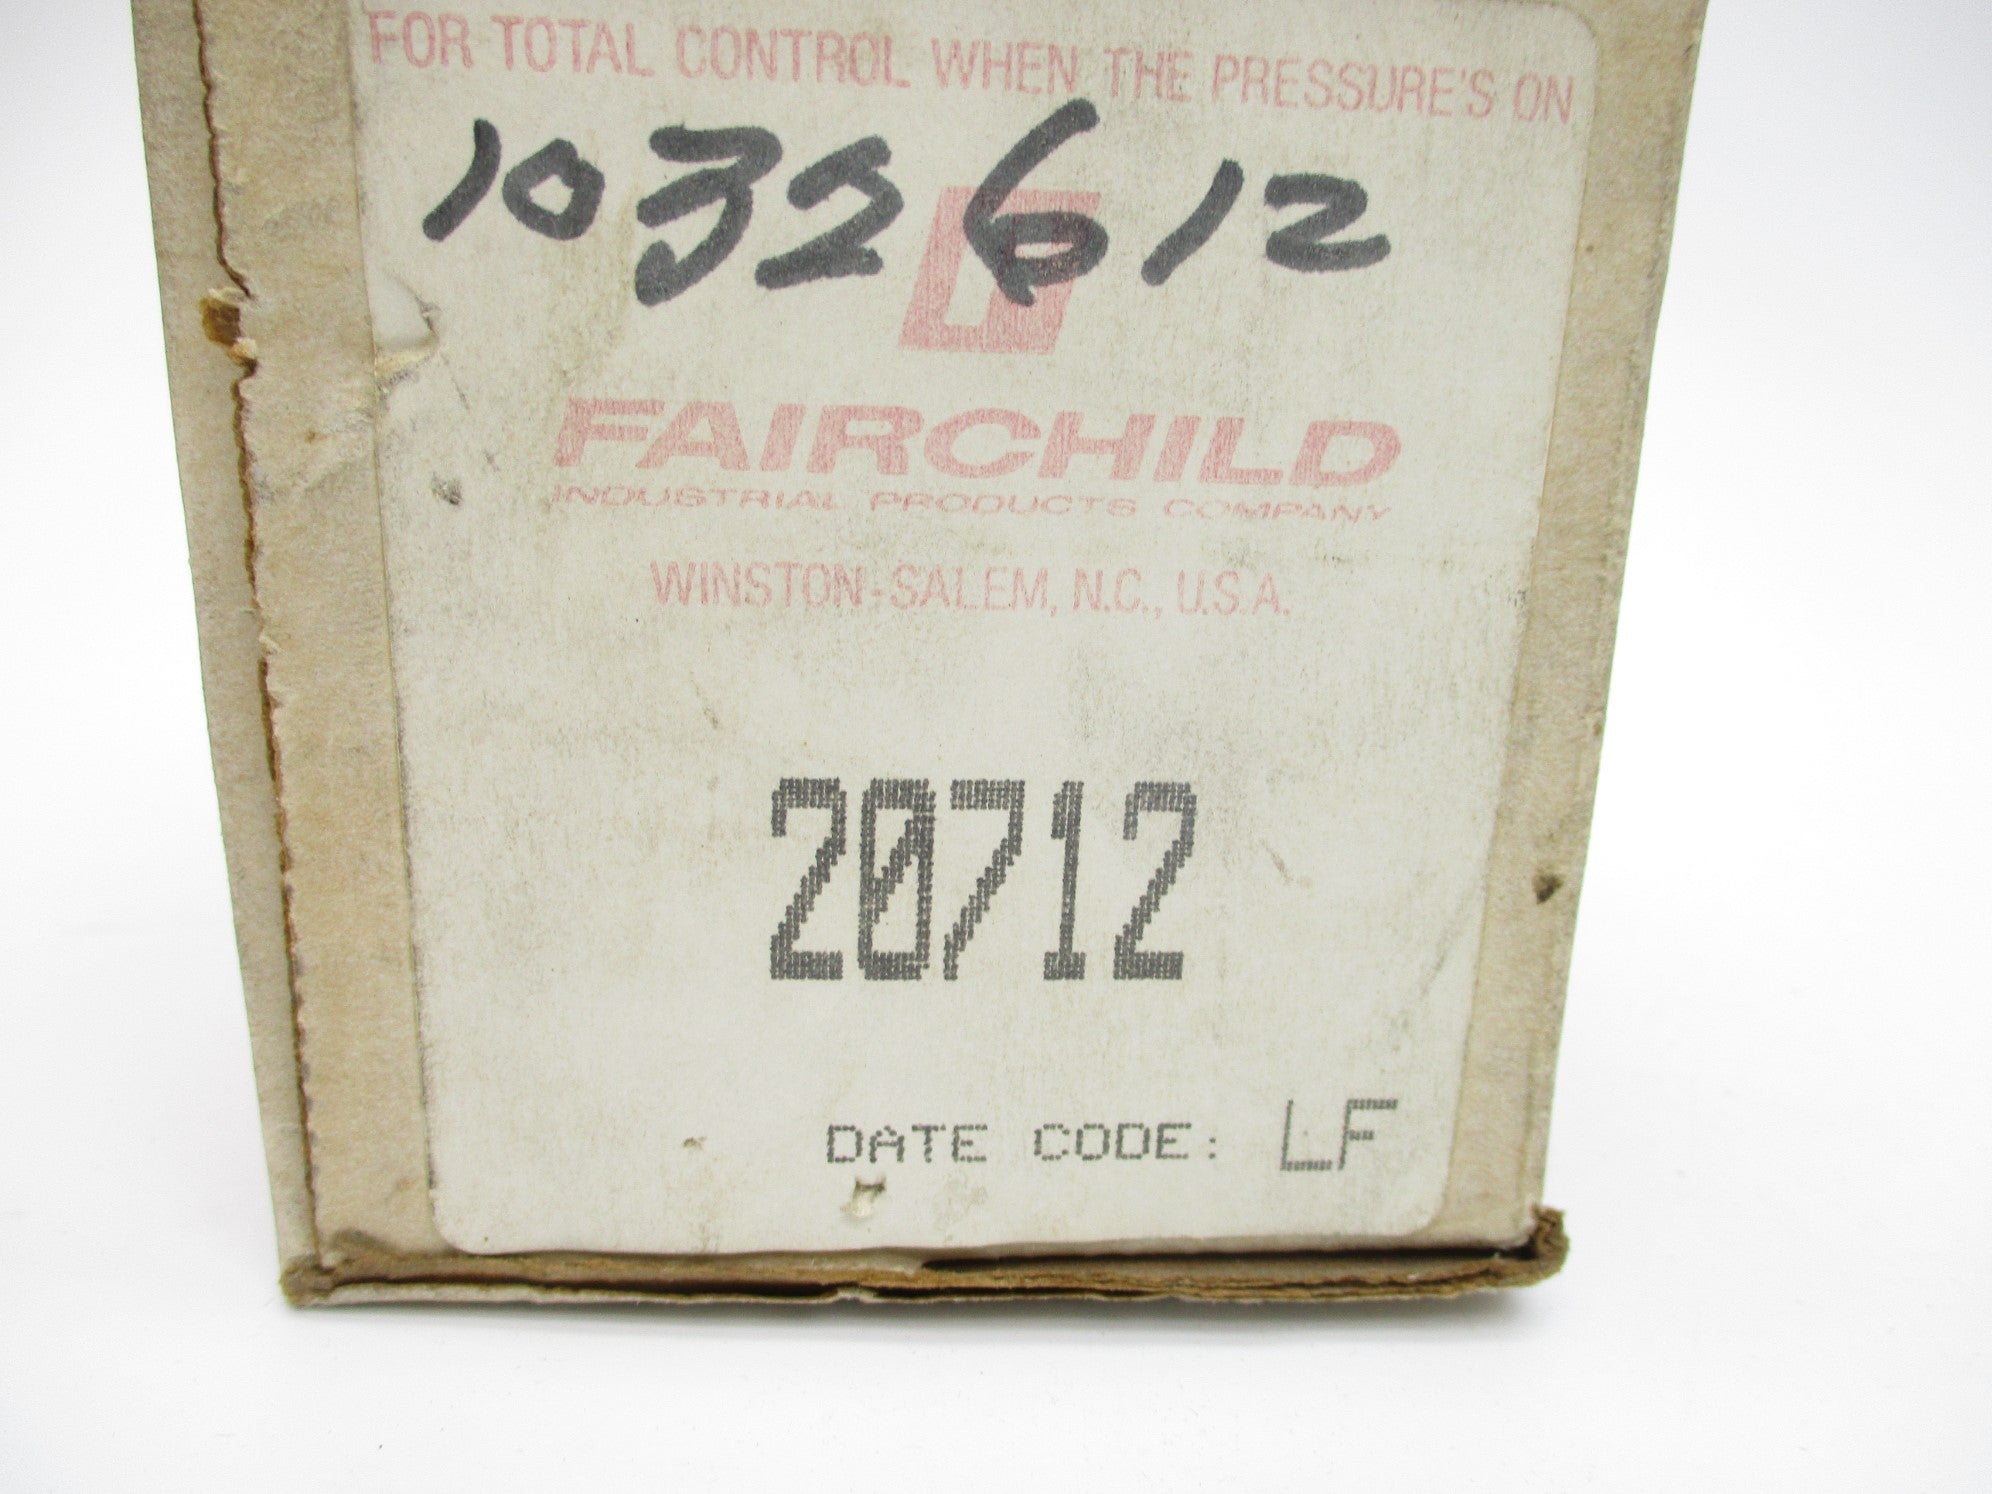 FOR TOTAL CONTROL WHEN THE PRESSURE'S ON
1032612
FAIRCHILD
INDUSTRIAL PRODUCTS COMPANY
WINSTON-SALEM, N.C., U.S.A.
20712
DATE CODE: LF